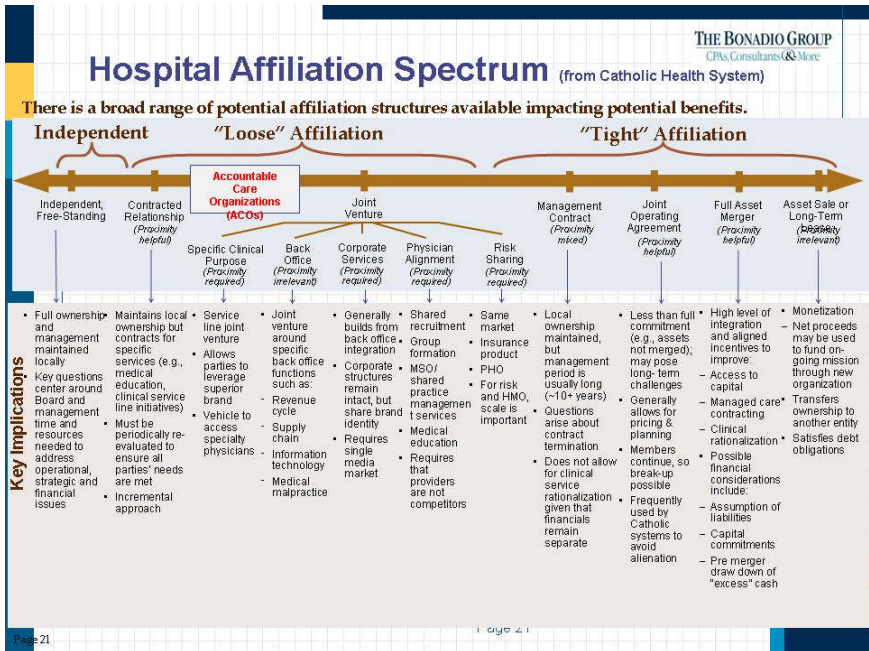 THE BONADIO GROUP
CPAs, Consultants & More
Hospital Affiliation Spectrum (from Catholic Health System)
There is a broad range of potential affiliation structures available impacting potential benefits.
Independent
"Loose" Affiliation
"Tight" Affiliation
Accountable
Care
Organizations
(ACOs)
Independent,
Free-Standing
Contracted
Relationship
(Proximity
helpful)
Joint
Venture
Management
Contract
(Proximity
mixed)
Joint
Operating
Agreement
(Proximity
helpful)
Full Asset
Merger
(Proximity
helpful)
Asset Sale or
Long-Term
Lease
(Proximity
irrelevant)
Specific Clinical
Purpose
(Proximity
required)
Back
Office
(Proximity
irrelevant)
Corporate
Services
(Proximity
required)
Physician
Alignment
(Proximity
required)
Risk
Sharing
(Proximity
required)
Key Implications
▪ Full ownership
and
management
maintained
locally
▪ Key questions
center around
Board and
management
time and
resources
needed to
address
operational,
strategic and
financial
issues
▪ Maintains local
ownership but
contracts for
specific
services (e.g.,
medical
education,
clinical service
line initiatives)
▪ Must be
periodically re-
evaluated to
ensure all
parties' needs
are met
▪ Incremental
approach
▪ Service
line joint
venture
▪ Allows
parties to
leverage
superior
brand
▪ Vehicle to
access
specialty
physicians
▪ Joint
venture
around
specific
back office
functions
such as:
- Revenue
cycle
- Supply
chain
- Information
technology
- Medical
malpractice
▪ Generally
builds from
back office
integration
▪ Corporate
structures
remain
intact, but
share brand
identity
▪ Requires
single
media
market
▪ Shared
recruitment
▪ Group
formation
▪ MSO/
shared
practice
managemen
t services
▪ Medical
education
▪ Requires
that
providers
are not
competitors
▪ Same
market
▪ Insurance
product
▪ PHO
▪ For risk
and HMO,
scale is
important
▪ Local
ownership
maintained,
but
management
period is
usually long
(~10+ years)
▪ Questions
arise about
contract
termination
▪ Does not allow
for clinical
service
rationalization
given that
financials
remain
separate
▪ Less than full
commitment
(e.g., assets
not merged);
may pose
long- term
challenges
▪ Generally
allows for
pricing &
planning
▪ Members
continue, so
break-up
possible
▪ Frequently
used by
Catholic
systems to
avoid
alienation
▪ High level of
integration
and aligned
incentives to
improve:
– Access to
capital
– Managed care
contracting
– Clinical
rationalization
▪ Possible
financial
considerations
include:
– Assumption of
liabilities
– Capital
commitments
– Pre merger
draw down of
"excess" cash
▪ Monetization
– Net proceeds
may be used
to fund on-
going mission
through new
organization
▪ Transfers
ownership to
another entity
▪ Satisfies debt
obligations
Page 21
Page 21